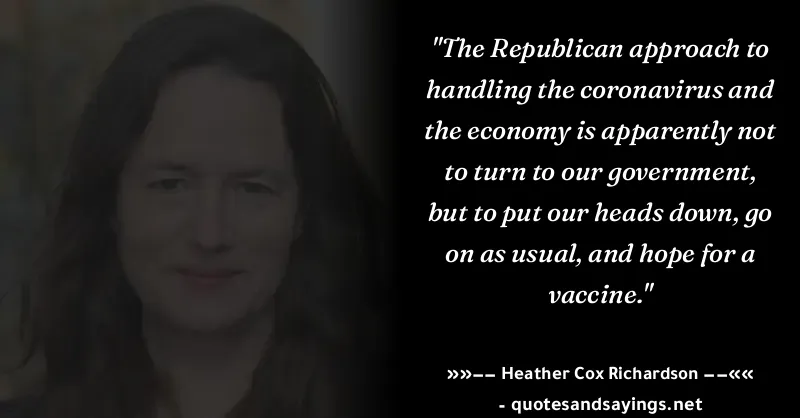 "The Republican approach to
handling the coronavirus and
the economy is apparently not
to turn to our government,
but to put our heads down, go
on as usual, and hope for a
vaccine."
»»−− Heather Cox Richardson −−««
- quotesandsayings.net